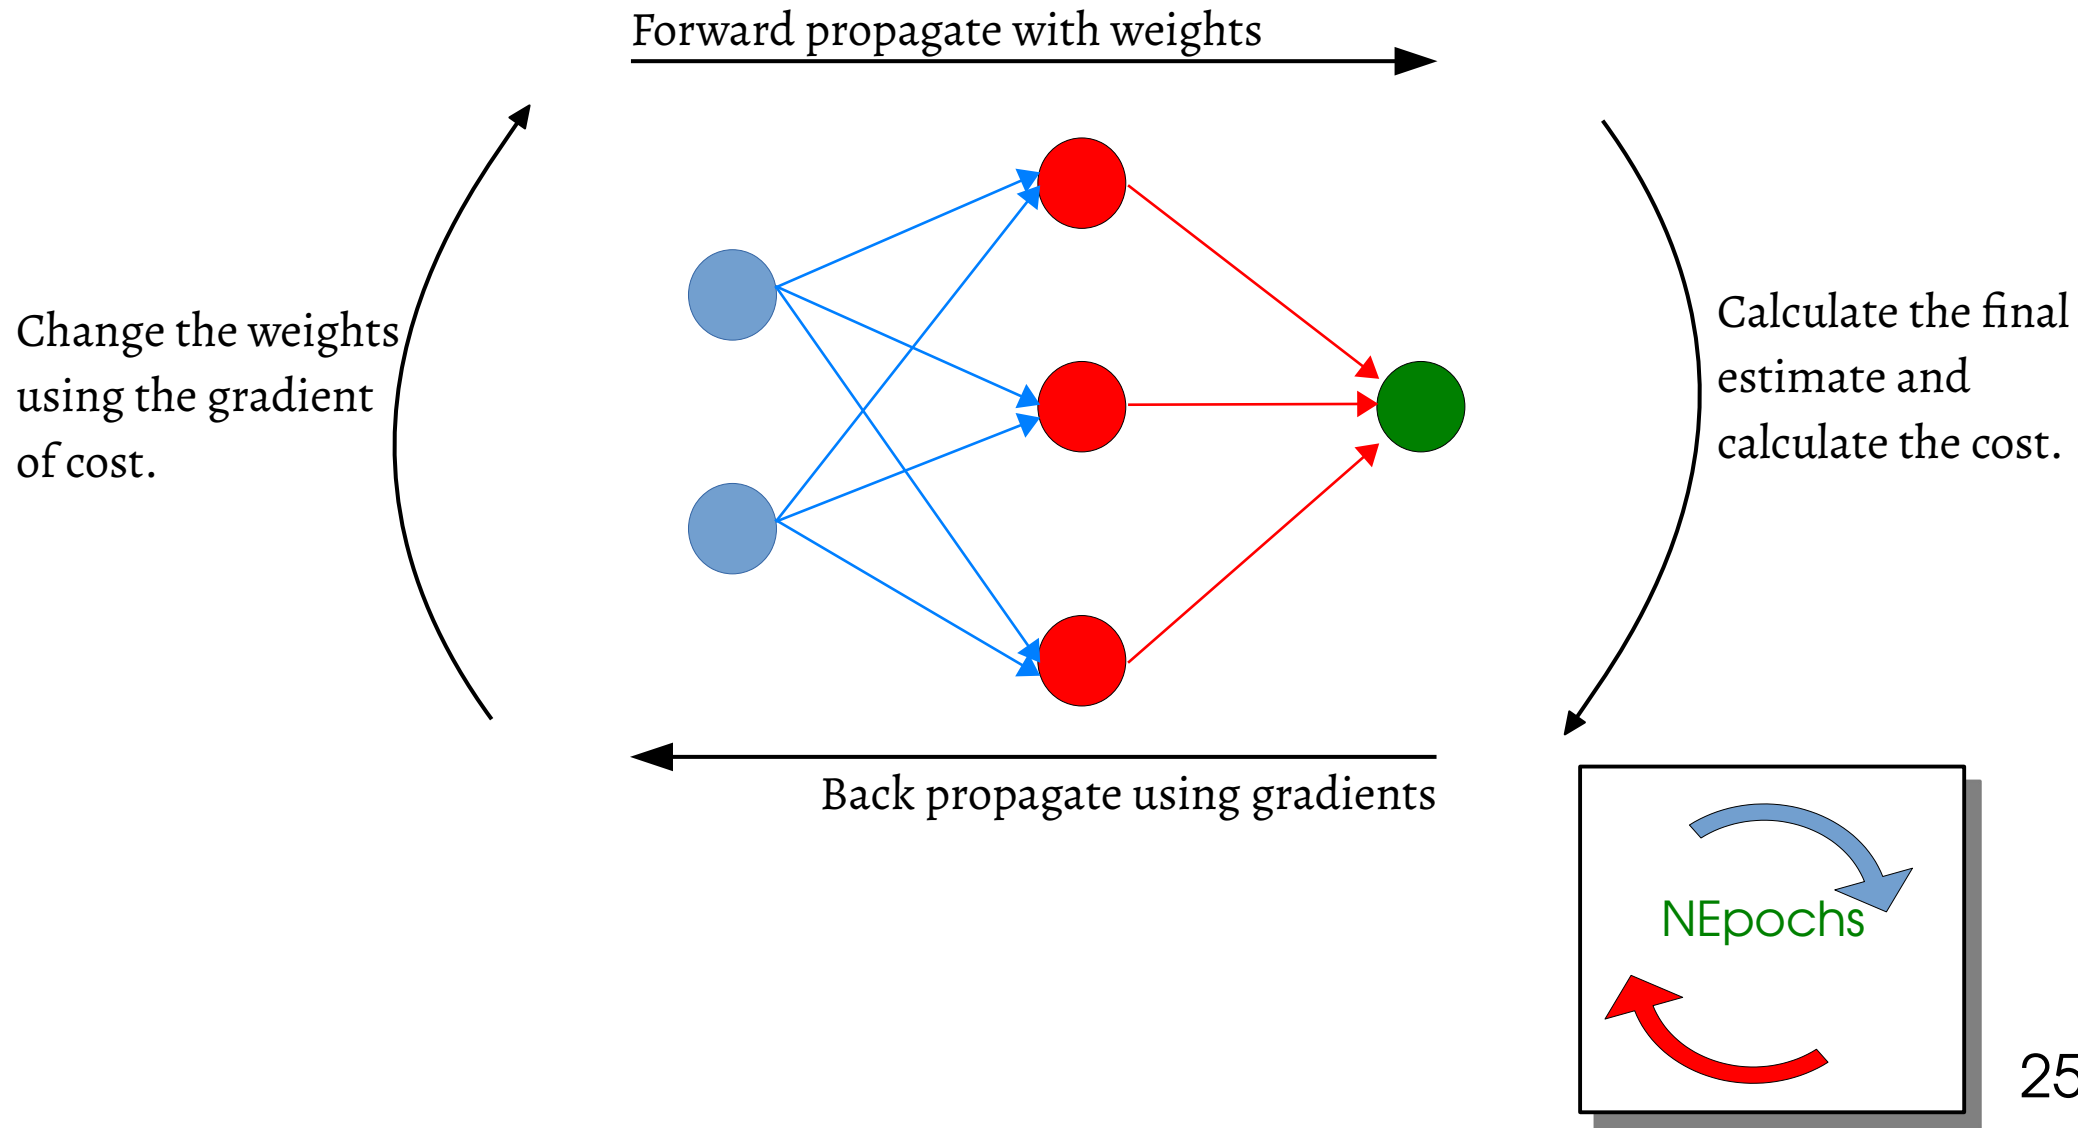 Forward propagate with weights
Change the weights
using the gradient
of cost.
Calculate the final
estimate and
calculate the cost.
Back propagate using gradients
NEpochs
25